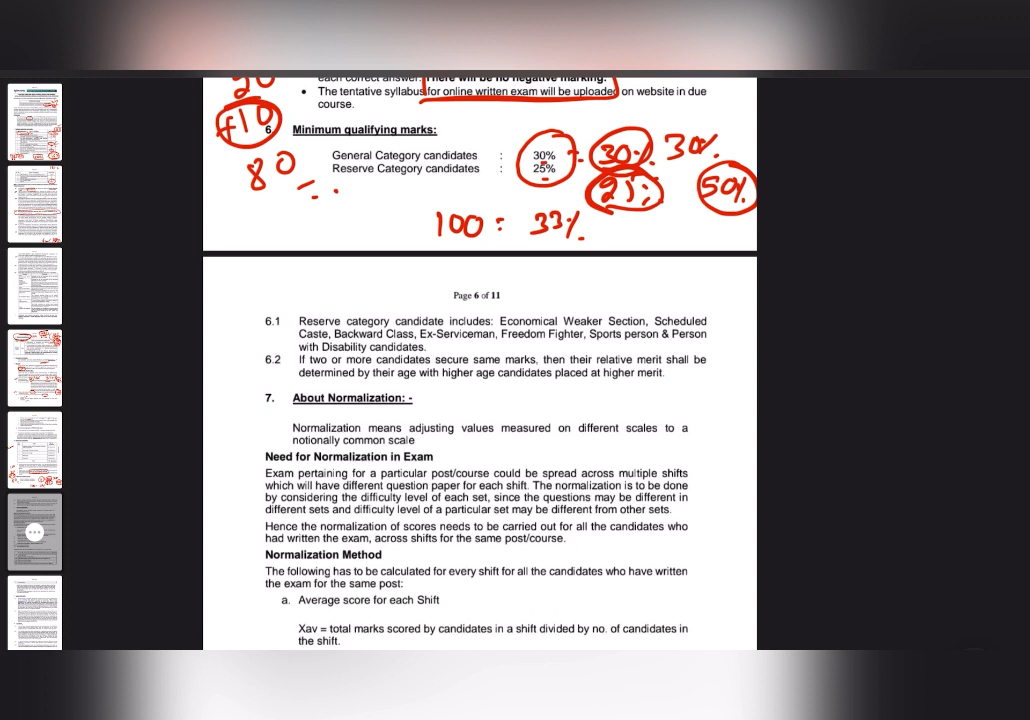 each correct answer. There will be no negative marking.
• The tentative syllabus for online written exam will be uploaded on website in due
course.
+10
6. Minimum qualifying marks:
General Category candidates : 30% 30% 30%
Reserve Category candidates : 25% 25% 50%
80
100 = 33%
Page 6 of 11
6.1 Reserve category candidate includes: Economical Weaker Section, Scheduled
Caste, Backward Class, Ex-Serviceman, Freedom Fighter, Sports person & Person
with Disability candidates.
6.2 If two or more candidates secure same marks, then their relative merit shall be
determined by their age with higher age candidates placed at higher merit.
7. About Normalization: -
Normalization means adjusting values measured on different scales to a
notionally common scale
Need for Normalization in Exam
Exam pertaining for a particular post/course could be spread across multiple shifts
which will have different question paper for each shift. The normalization is to be done
by considering the difficulty level of each set, since the questions may be different in
different sets and difficulty level of a particular set may be different from other sets.
Hence the normalization of scores needs to be carried out for all the candidates who
had written the exam, across shifts for the same post/course.
Normalization Method
The following has to be calculated for every shift for all the candidates who have written
the exam for the same post:
a. Average score for each Shift
Xav = total marks scored by candidates in a shift divided by no. of candidates in
the shift.